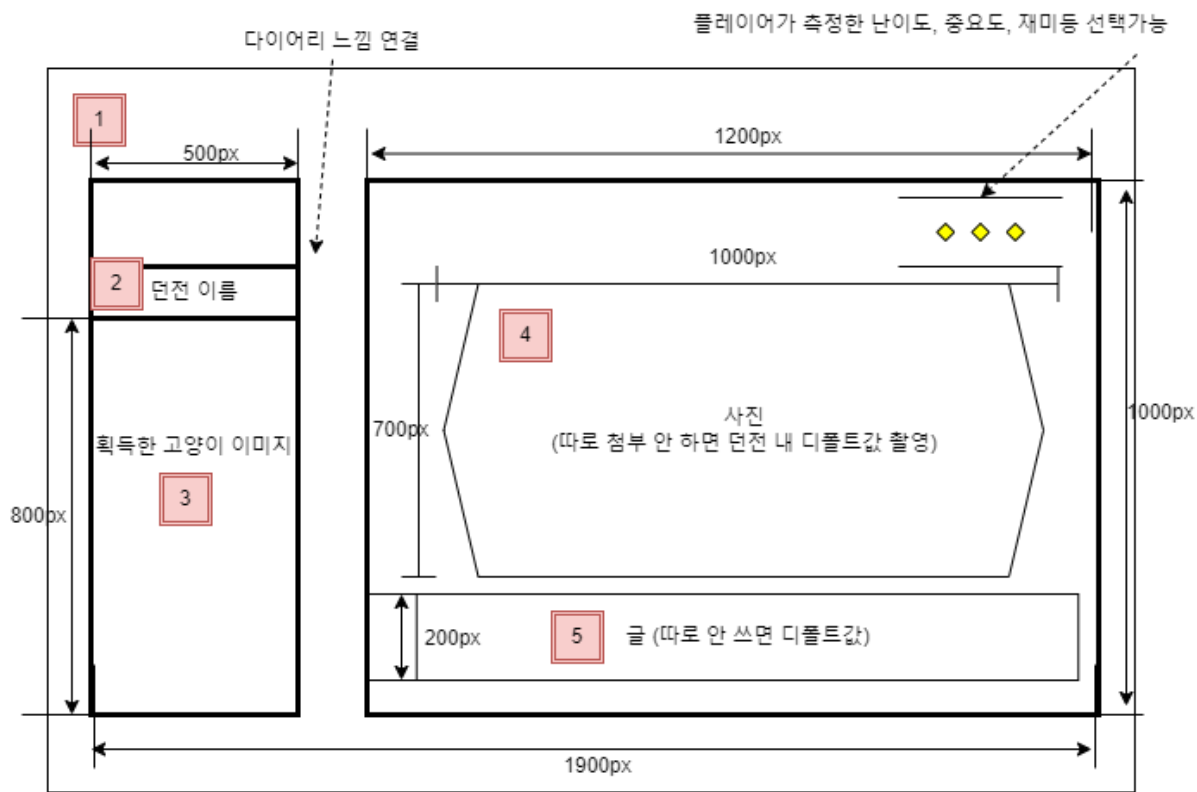 플레이어가 측정한 난이도, 중요도, 재미등 선택가능
다이어리 느낌 연결
1
500px
1200px
2
던전 이름
1000px
4
사진
(따로 첨부 안 하면 던전 내 디폴트값 촬영)
700px
1000px
획득한 고양이 이미지
3
800px
200px
5
글 (따로 안 쓰면 디폴트값)
1900px